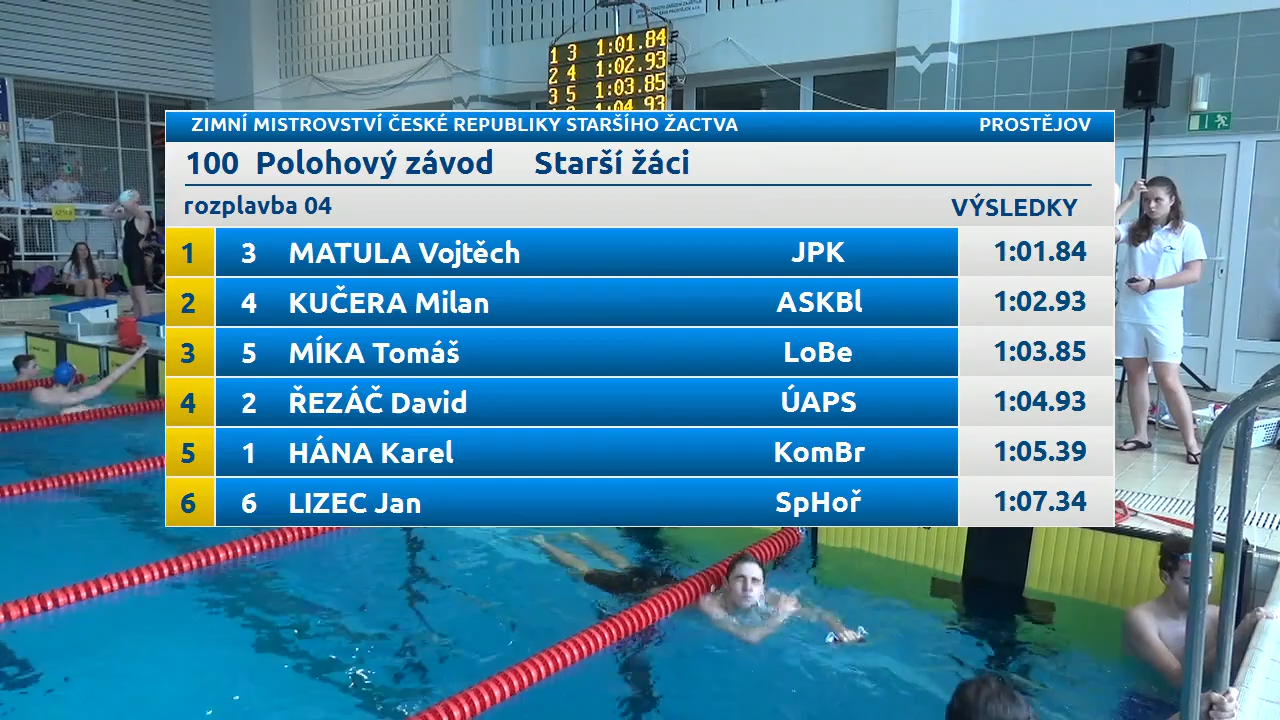 1 3 1:01.84
2 4 1:02.93
3 5 1:03.85
1:04.93
ZIMNÍ MISTROVSTVÍ ČESKÉ REPUBLIKY STARŠÍHO ŽACTVA PROSTĚJOV
100 Polohový závod Starší žáci
rozplavba 04 VÝSLEDKY
1 3 MATULA Vojtěch JPK 1:01.84
2 4 KUČERA Milan ASKBl 1:02.93
3 5 MÍKA Tomáš LoBe 1:03.85
4 2 ŘEZÁČ David ÚAPS 1:04.93
5 1 HÁNA Karel KomBr 1:05.39
6 6 LIZEC Jan SpHoř 1:07.34
1